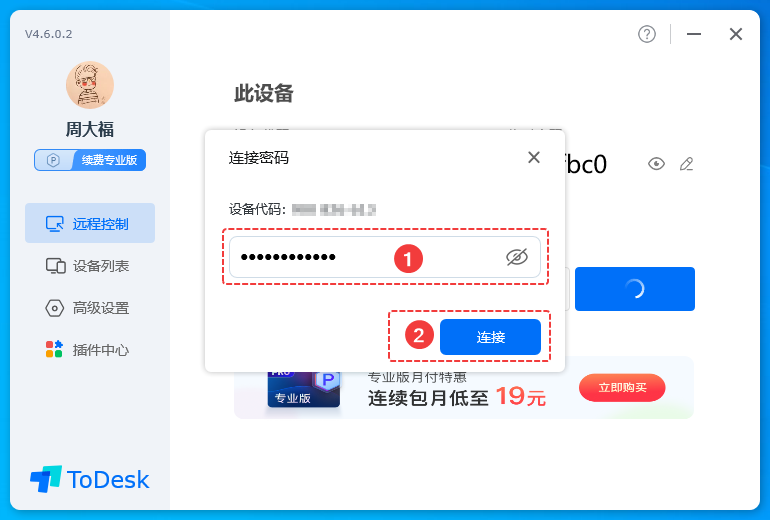 V4.6.0.2
周大福
续费专业版
远程控制
设备列表
高级设置
插件中心
ToDesk
此设备
fbc0
连接密码
设备代码:
••••••••••••
1
2
连接
PRO
P
专业版
专业版月付特惠
连续包月低至 19元
立即购买